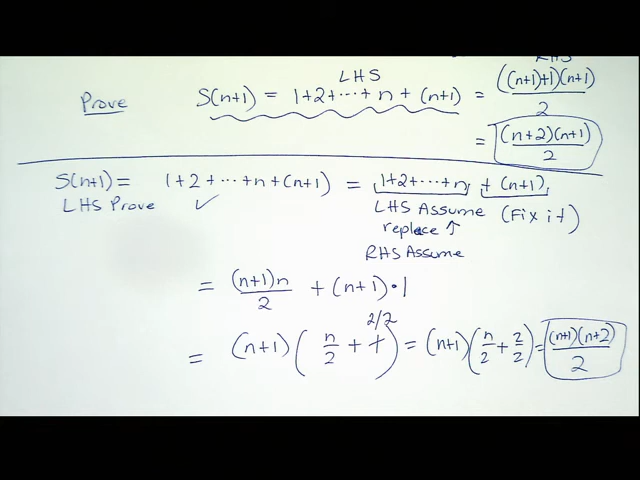 LHS RHS
Prove S(n+1) = 1+2+···+n+(n+1) = ((n+1)+1)(n+1)/2
= (n+2)(n+1)/2
S(n+1) = 1+2+···+n+(n+1) = 1+2+···+n + (n+1)
LHS Prove ✓ LHS Assume (Fix it)
replace ↑
RHS Assume
= (n+1)n/2 + (n+1)·1
2/2
= (n+1)(n/2 + 1) = (n+1)(n/2 + 2/2) = (n+1)(n+2)/2